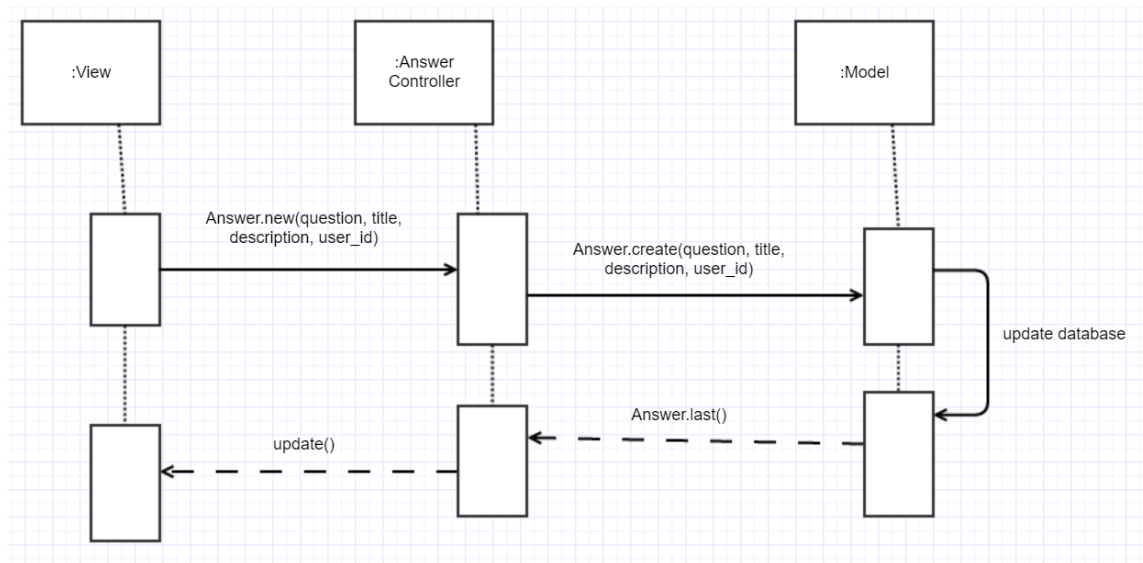 :View
:Answer
Controller
:Model
Answer.new(question, title,
description, user_id)
Answer.create(question, title,
description, user_id)
update database
Answer.last()
update()